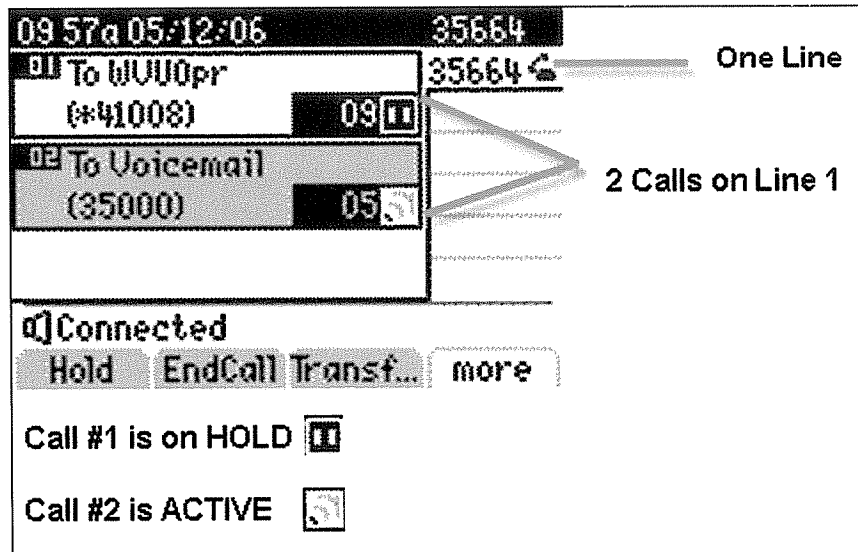 09 57a 05/12/06 35664
01 To WVUOpr
35664
One Line
(*41008) 09
02 To Voicemail
2 Calls on Line 1
(35000) 05
Connected
Hold EndCall Transf... more
Call #1 is on HOLD
Call #2 is ACTIVE